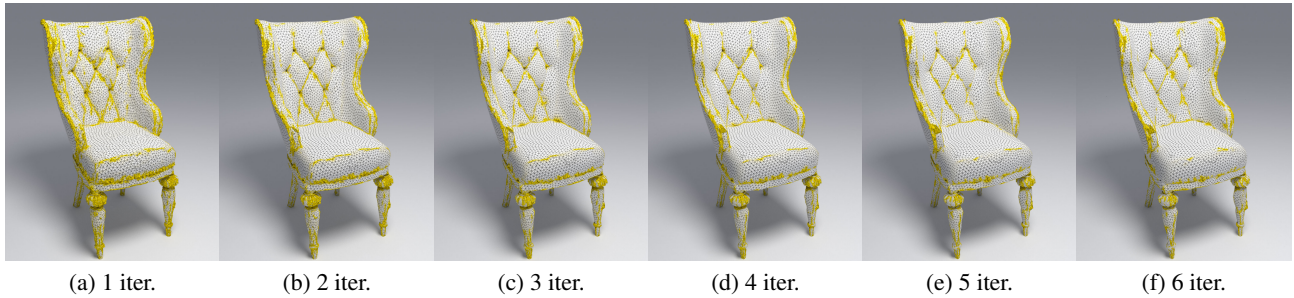 (a) 1 iter.
(b) 2 iter.
(c) 3 iter.
(d) 4 iter.
(e) 5 iter.
(f) 6 iter.